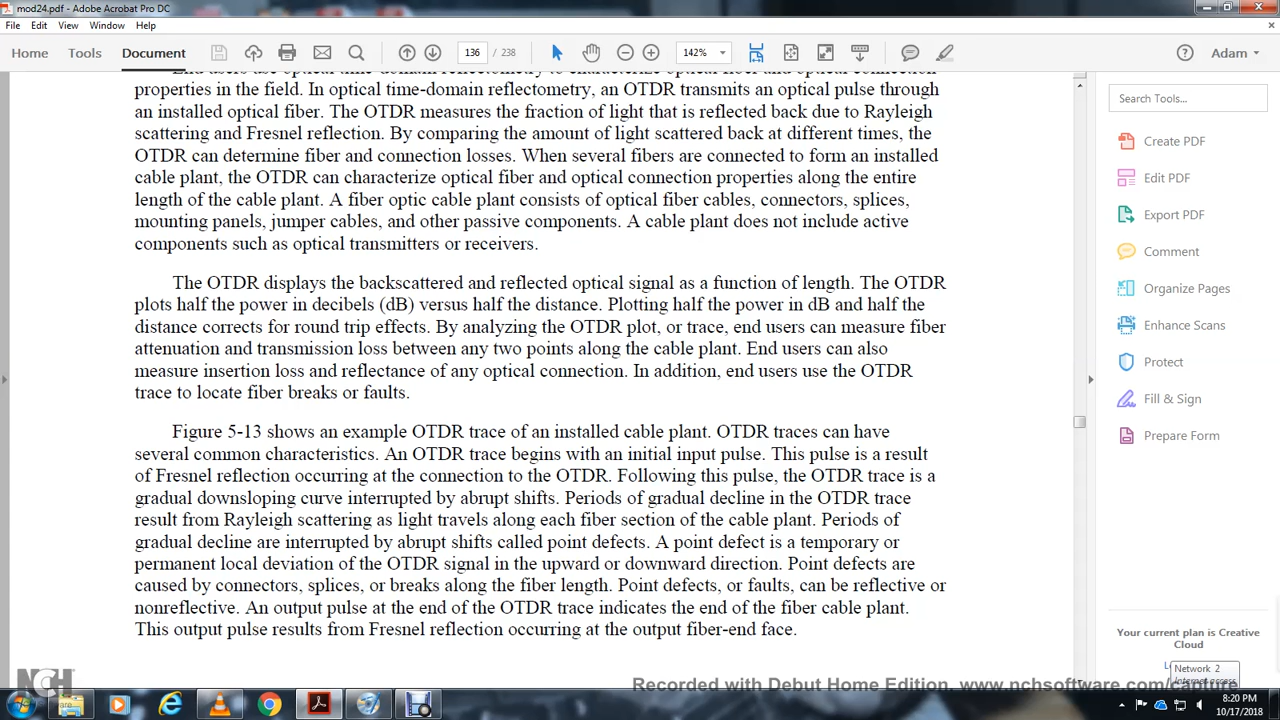 mod24.pdf - Adobe Acrobat Pro DC
File Edit View Window Help
Home Tools Document 136 / 238 142% Adam
End users use optical time-domain reflectometry to characterize optical fiber and optical connection
properties in the field. In optical time-domain reflectometry, an OTDR transmits an optical pulse through
an installed optical fiber. The OTDR measures the fraction of light that is reflected back due to Rayleigh
scattering and Fresnel reflection. By comparing the amount of light scattered back at different times, the
OTDR can determine fiber and connection losses. When several fibers are connected to form an installed
cable plant, the OTDR can characterize optical fiber and optical connection properties along the entire
length of the cable plant. A fiber optic cable plant consists of optical fiber cables, connectors, splices,
mounting panels, jumper cables, and other passive components. A cable plant does not include active
components such as optical transmitters or receivers.
The OTDR displays the backscattered and reflected optical signal as a function of length. The OTDR
plots half the power in decibels (dB) versus half the distance. Plotting half the power in dB and half the
distance corrects for round trip effects. By analyzing the OTDR plot, or trace, end users can measure fiber
attenuation and transmission loss between any two points along the cable plant. End users can also
measure insertion loss and reflectance of any optical connection. In addition, end users use the OTDR
trace to locate fiber breaks or faults.
Figure 5-13 shows an example OTDR trace of an installed cable plant. OTDR traces can have
several common characteristics. An OTDR trace begins with an initial input pulse. This pulse is a result
of Fresnel reflection occurring at the connection to the OTDR. Following this pulse, the OTDR trace is a
gradual downsloping curve interrupted by abrupt shifts. Periods of gradual decline in the OTDR trace
result from Rayleigh scattering as light travels along each fiber section of the cable plant. Periods of
gradual decline are interrupted by abrupt shifts called point defects. A point defect is a temporary or
permanent local deviation of the OTDR signal in the upward or downward direction. Point defects are
caused by connectors, splices, or breaks along the fiber length. Point defects, or faults, can be reflective or
nonreflective. An output pulse at the end of the OTDR trace indicates the end of the fiber cable plant.
This output pulse results from Fresnel reflection occurring at the output fiber-end face.
Search Tools...
Create PDF
Edit PDF
Export PDF
Comment
Organize Pages
Enhance Scans
Protect
Fill & Sign
Prepare Form
Your current plan is Creative
Cloud
Network 2
Internet access
NCH
Recorded with Debut Home Edition. www.nchsoftware.com/capture
8:20 PM
10/17/2018